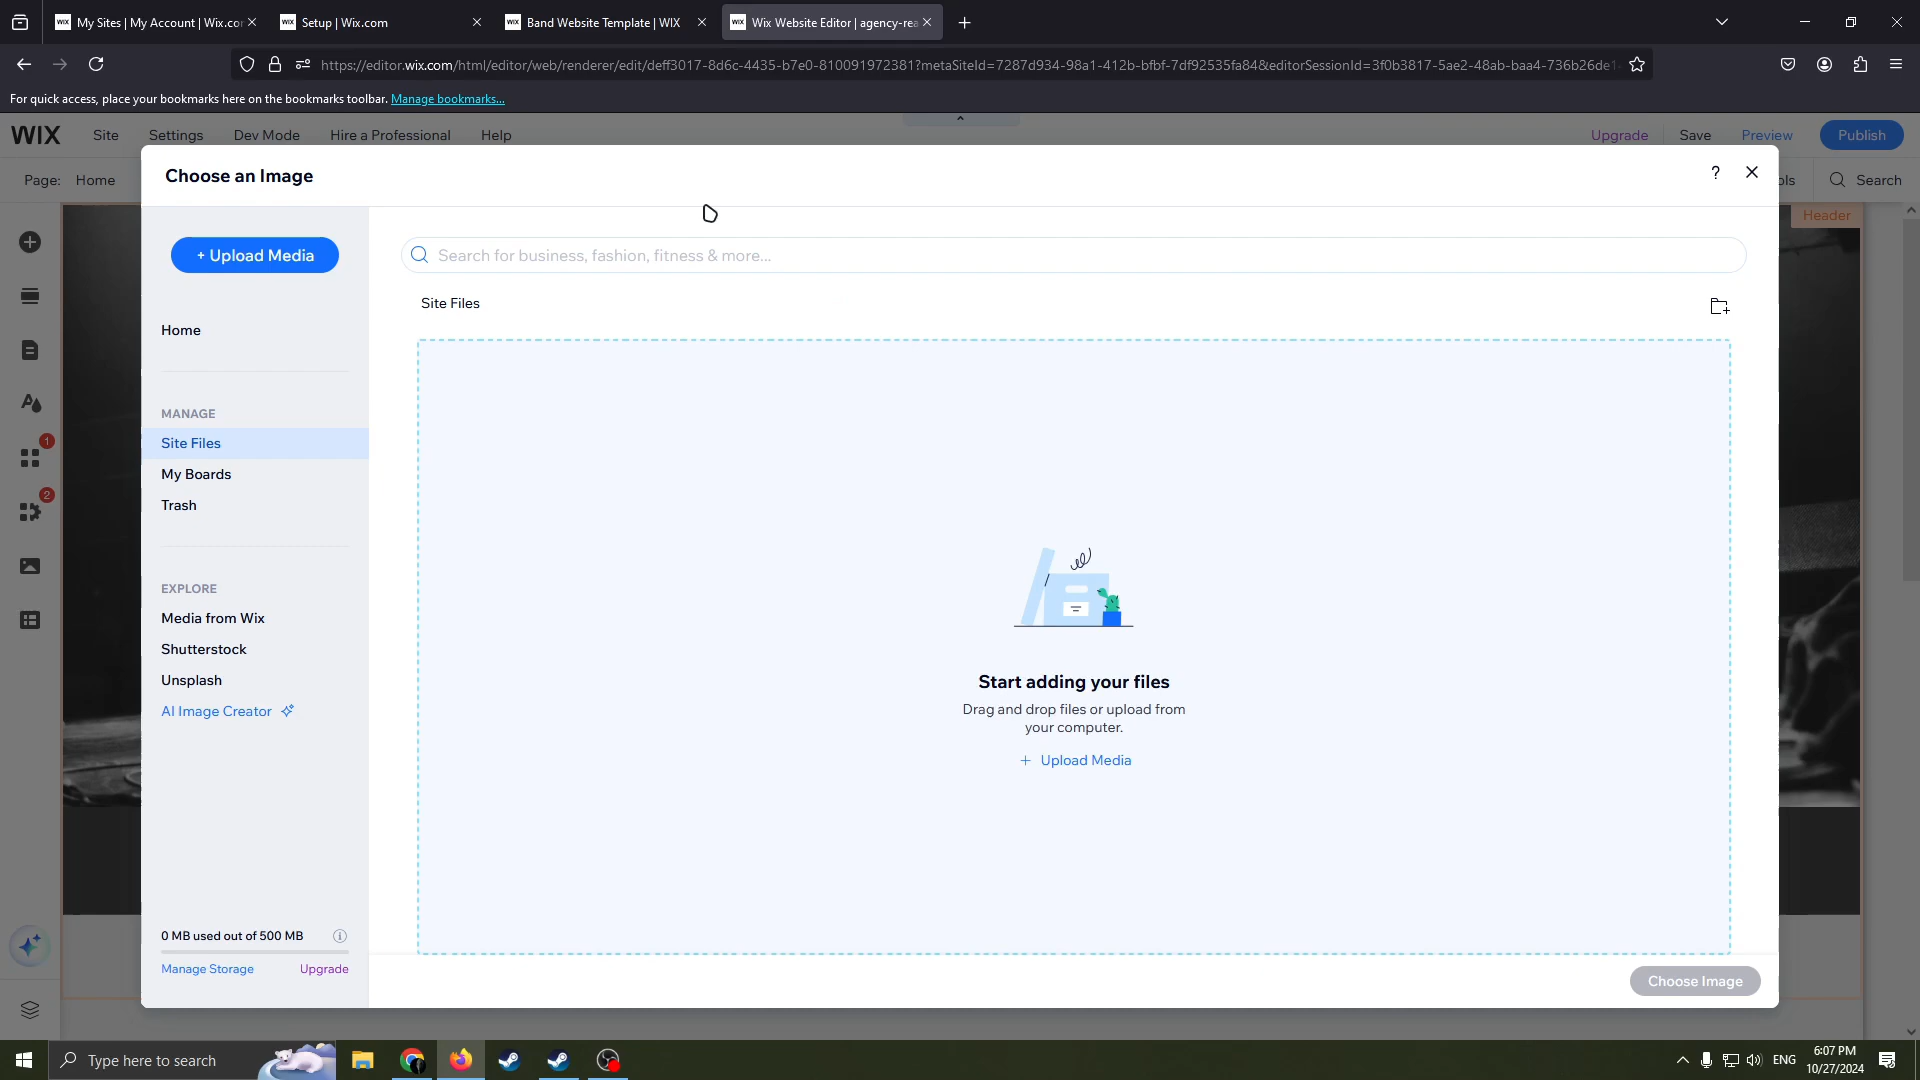 My Sites | My Account | Wix.cor
Setup | Wix.com
Band Website Template | WIX
Wix Website Editor | agency-rea
https://editor.wix.com/html/editor/web/renderer/edit/deff3017-8d6c-4435-b7e0-810091972381?metaSiteId=7287d934-98a1-412b-bfbf-7df92535fa84&editorSessionId=3f0b3817-5ae2-48ab-baa4-736b26de1
For quick access, place your bookmarks here on the bookmarks toolbar. Manage bookmarks...
WIX
Site
Settings
Dev Mode
Hire a Professional
Help
Upgrade
Save
Preview
Publish
Page: Home
ols
Search
Header
Choose an Image
?
+ Upload Media
Search for business, fashion, fitness & more...
Site Files
Home
MANAGE
Site Files
My Boards
Trash
1
2
EXPLORE
Media from Wix
Shutterstock
Unsplash
AI Image Creator
Start adding your files
Drag and drop files or upload from
your computer.
+ Upload Media
0 MB used out of 500 MB
Manage Storage
Upgrade
Choose Image
Type here to search
ENG
6:07 PM
10/27/2024